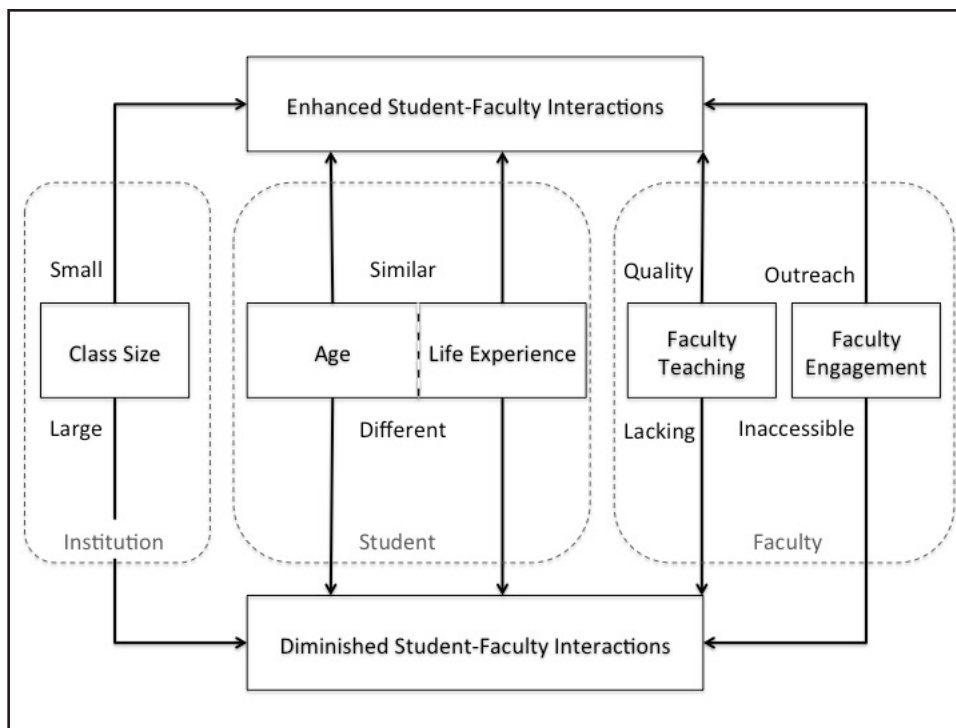 Enhanced Student-Faculty Interactions
Small
Similar
Quality
Outreach
Class Size
Age
Life Experience
Faculty
Teaching
Faculty
Engagement
Large
Different
Lacking
Inaccessible
Institution
Student
Faculty
Diminished Student-Faculty Interactions